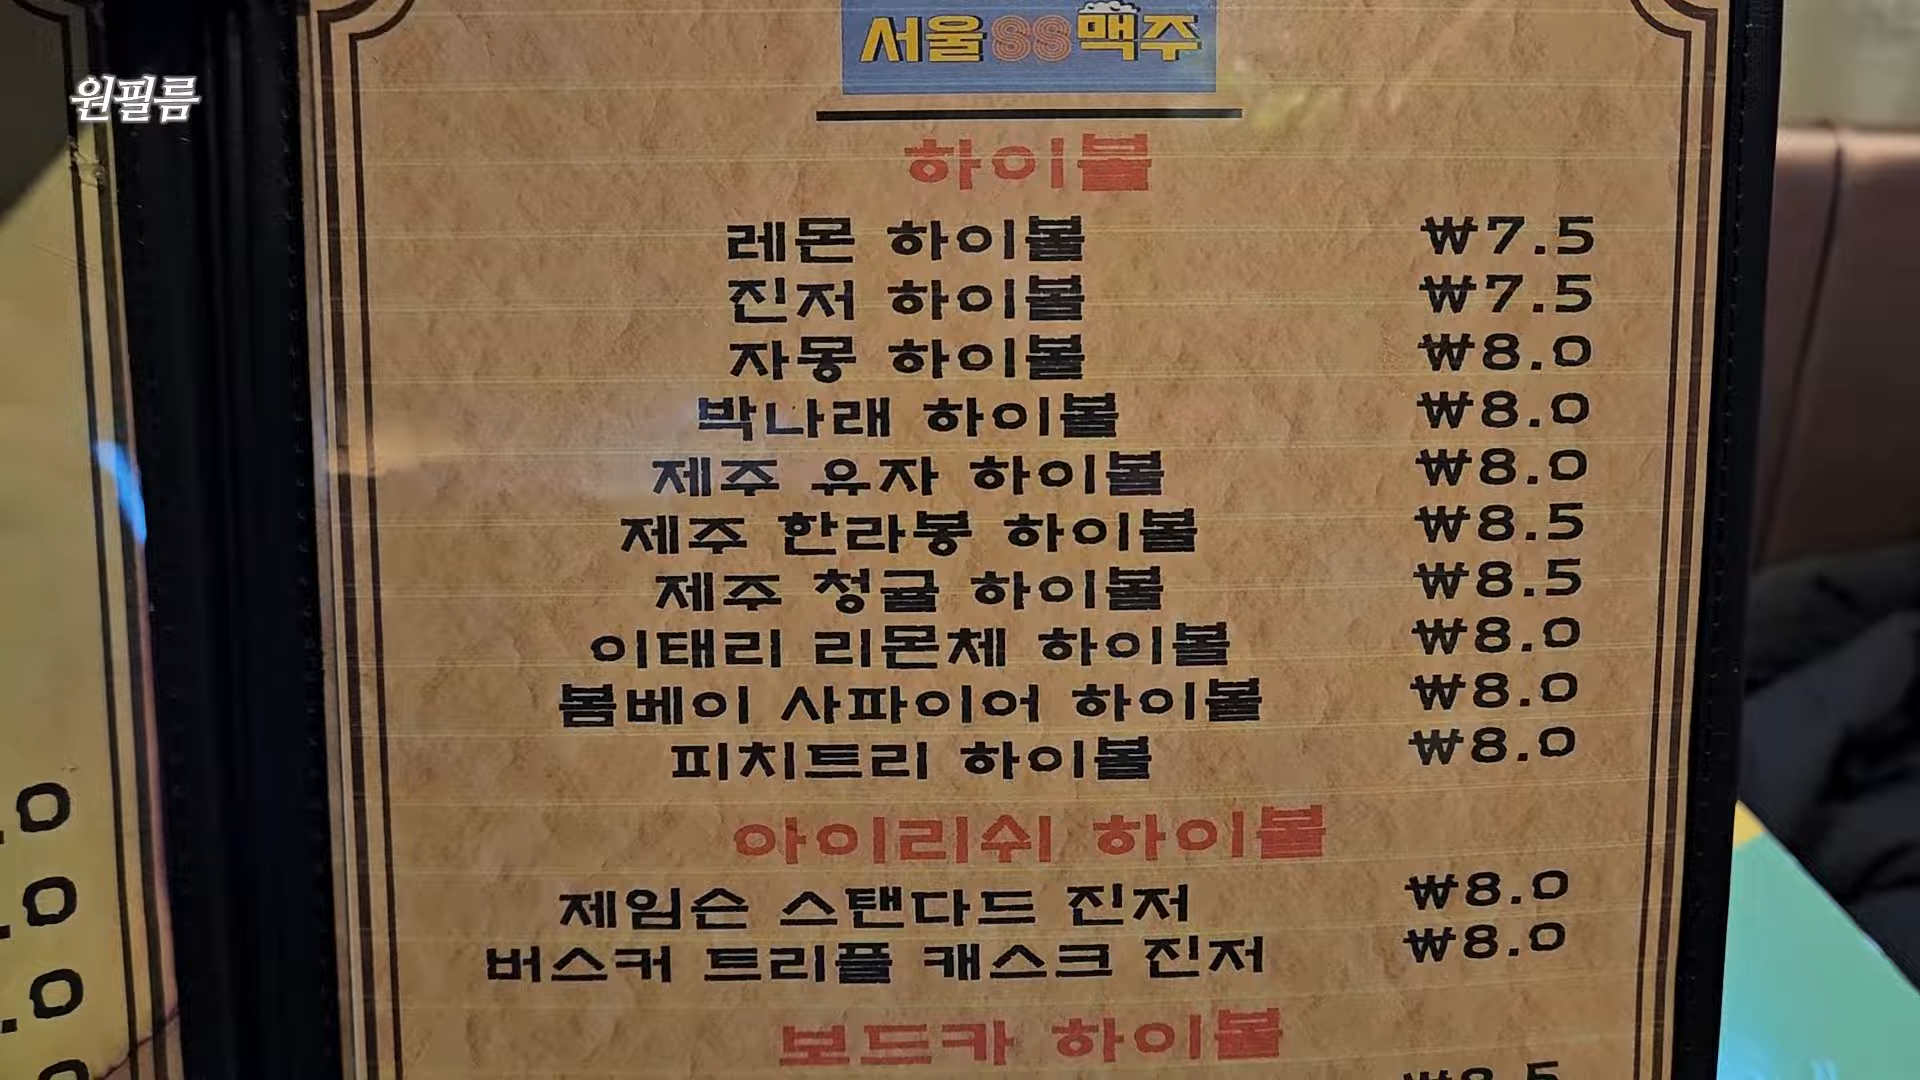 원필름
서울88맥주
하이볼
레몬 하이볼 ₩7.5
진저 하이볼 ₩7.5
자몽 하이볼 ₩8.0
박나래 하이볼 ₩8.0
제주 유자 하이볼 ₩8.0
제주 한라봉 하이볼 ₩8.5
제주 청귤 하이볼 ₩8.5
이태리 리몬체 하이볼 ₩8.0
봄베이 사파이어 하이볼 ₩8.0
피치트리 하이볼 ₩8.0
아이리쉬 하이볼
제임슨 스탠다드 진저 ₩8.0
버스커 트리플 캐스크 진저 ₩8.0
보드카 하이볼
₩8.5